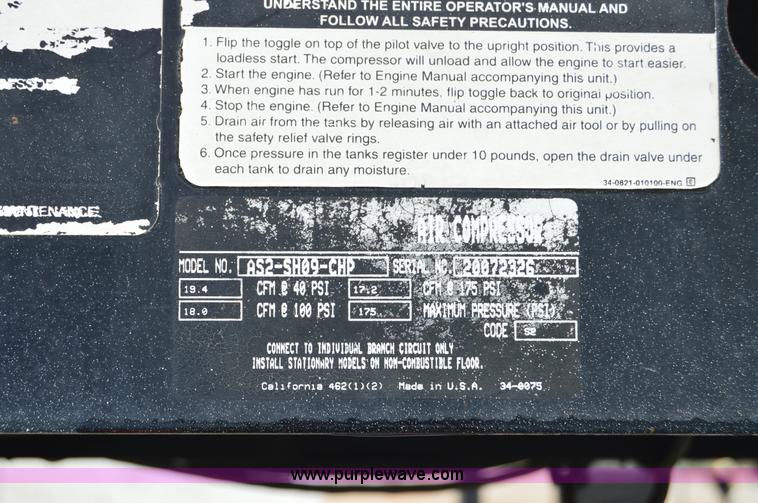 UNDERSTAND THE ENTIRE OPERATOR'S MANUAL AND
FOLLOW ALL SAFETY PRECAUTIONS.
1. Flip the toggle on top of the pilot valve to the upright position. This provides a
loadless start. The compressor will unload and allow the engine to start easier.
2. Start the engine. (Refer to Engine Manual accompanying this unit.)
3. When engine has run for 1-2 minutes, flip toggle back to original position.
4. Stop the engine. (Refer to Engine Manual accompanying this unit.)
5. Drain air from the tanks by releasing air with an attached air tool or by pulling on
the safety relief valve rings.
6. Once pressure in the tanks register under 10 pounds, open the drain valve under
each tank to drain any moisture.
34-0821-010100-ENG E
MAINTENANCE
AIR COMPRESSOR
MODEL NO. AS2-SH09-CHP SERIAL NO. 20072326
19.4 CFM @ 40 PSI 17.2 CFM @ 175 PSI
18.0 CFM @ 100 PSI 175 MAXIMUM PRESSURE (PSI)
CODE S2
CONNECT TO INDIVIDUAL BRANCH CIRCUIT ONLY
INSTALL STATIONARY MODELS ON NON-COMBUSTIBLE FLOOR.
California 462(1)(2) Made in U.S.A. 34-0075
www.purplewave.com